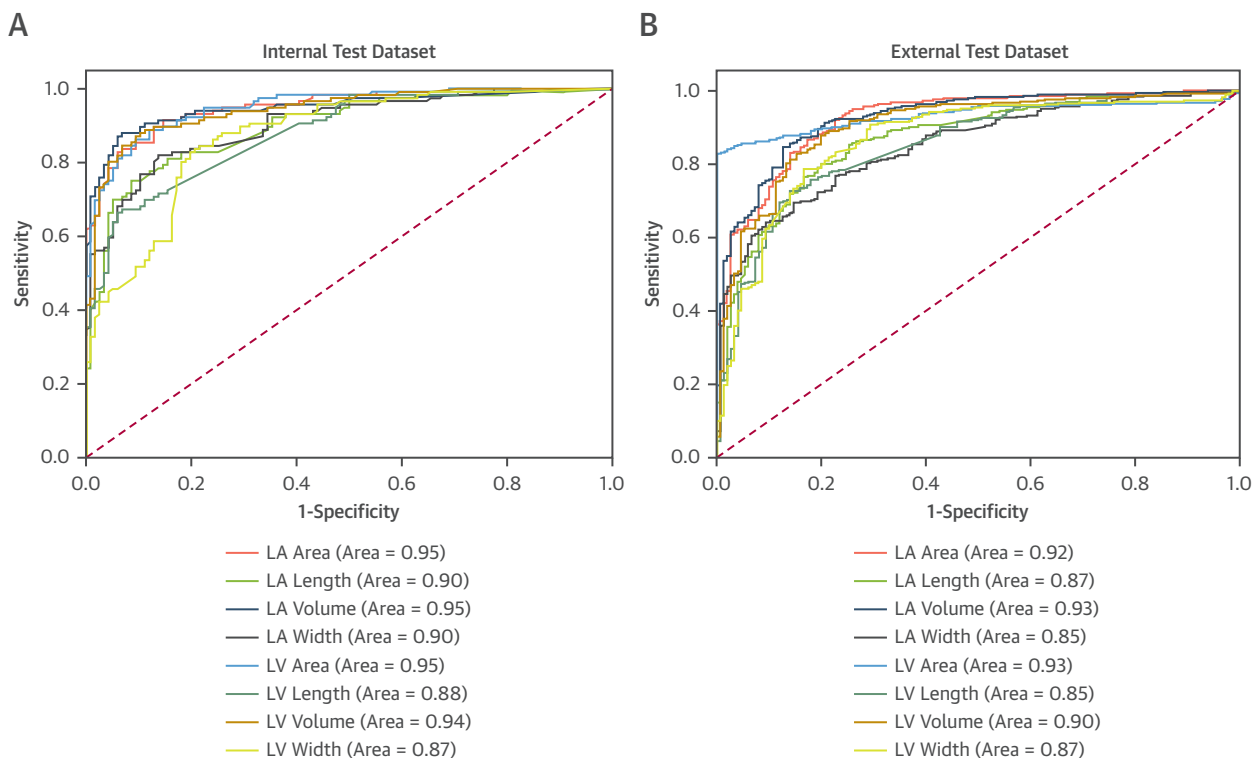 A
Internal Test Dataset
1.0
0.8
0.6
0.4
0.2
0.0
Sensitivity
0.0 0.2 0.4 0.6 0.8 1.0
1-Specificity
LA Area (Area = 0.95)
LA Length (Area = 0.90)
LA Volume (Area = 0.95)
LA Width (Area = 0.90)
LV Area (Area = 0.95)
LV Length (Area = 0.88)
LV Volume (Area = 0.94)
LV Width (Area = 0.87)
B
External Test Dataset
1.0
0.8
0.6
0.4
0.2
0.0
Sensitivity
0.0 0.2 0.4 0.6 0.8 1.0
1-Specificity
LA Area (Area = 0.92)
LA Length (Area = 0.87)
LA Volume (Area = 0.93)
LA Width (Area = 0.85)
LV Area (Area = 0.93)
LV Length (Area = 0.85)
LV Volume (Area = 0.90)
LV Width (Area = 0.87)